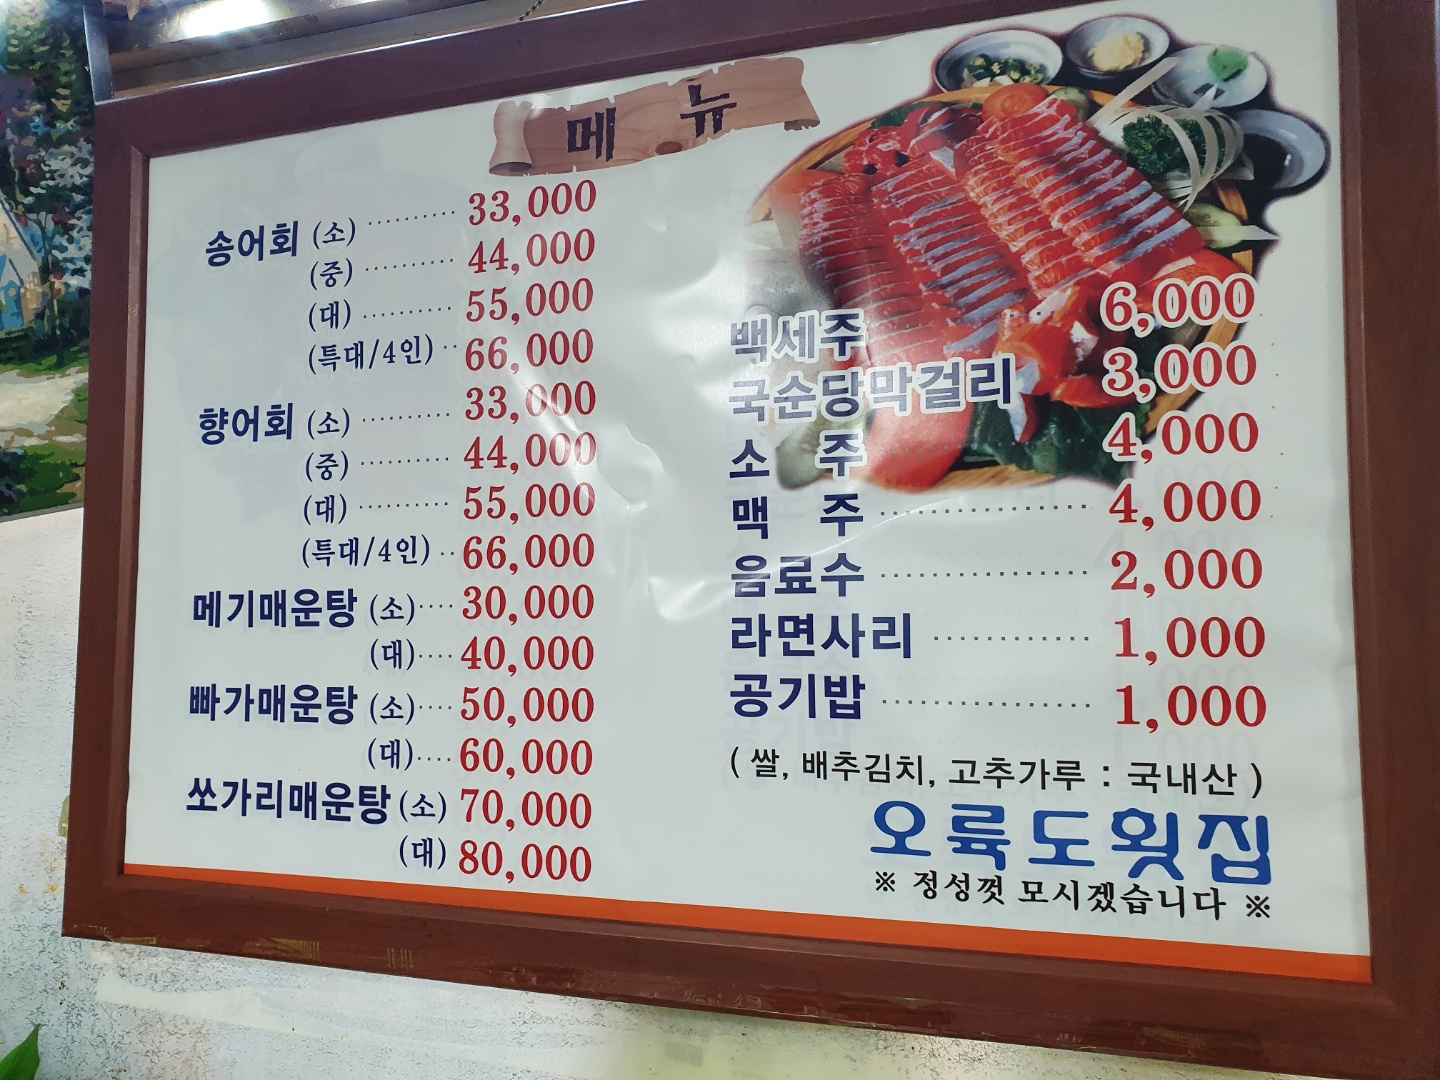 메 뉴
송어회 (소) ·········· 33,000
(중) ·········· 44,000
(대) ·········· 55,000
(특대/4인) ·· 66,000
향어회 (소) ·········· 33,000
(중) ·········· 44,000
(대) ·········· 55,000
(특대/4인) ·· 66,000
메기매운탕 (소) ···· 30,000
(대) ···· 40,000
빠가매운탕 (소) ···· 50,000
(대) ···· 60,000
쏘가리매운탕 (소) 70,000
(대) 80,000
백세주 6,000
국순당막걸리 3,000
소 주 4,000
맥 주 ················ 4,000
음료수 ················ 2,000
라면사리 ············ 1,000
공기밥 ················ 1,000
( 쌀, 배추김치, 고추가루 : 국내산 )
오륙도횟집
※ 정성껏 모시겠습니다 ※